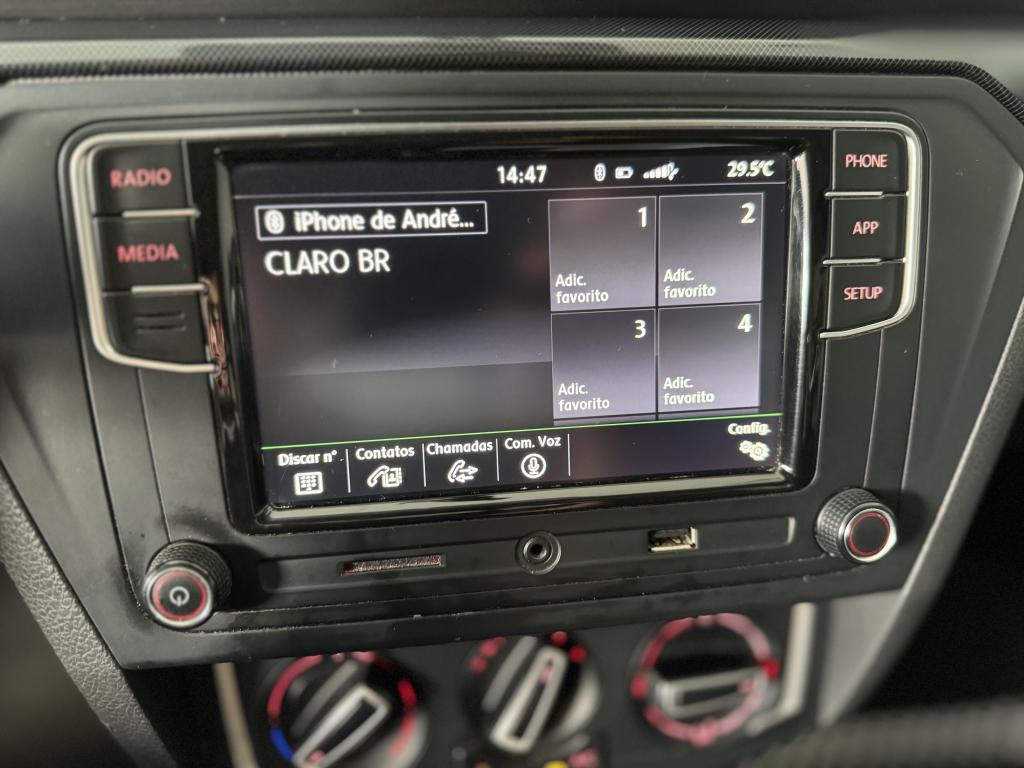 RADIO
MEDIA
14:47
29.5°C
iPhone de André...
CLARO BR
1
Adic.
favorito
2
Adic.
favorito
3
Adic.
favorito
4
Adic.
favorito
Discar n°.
Contatos
Chamadas
Com. Voz
Config.
PHONE
APP
SETUP